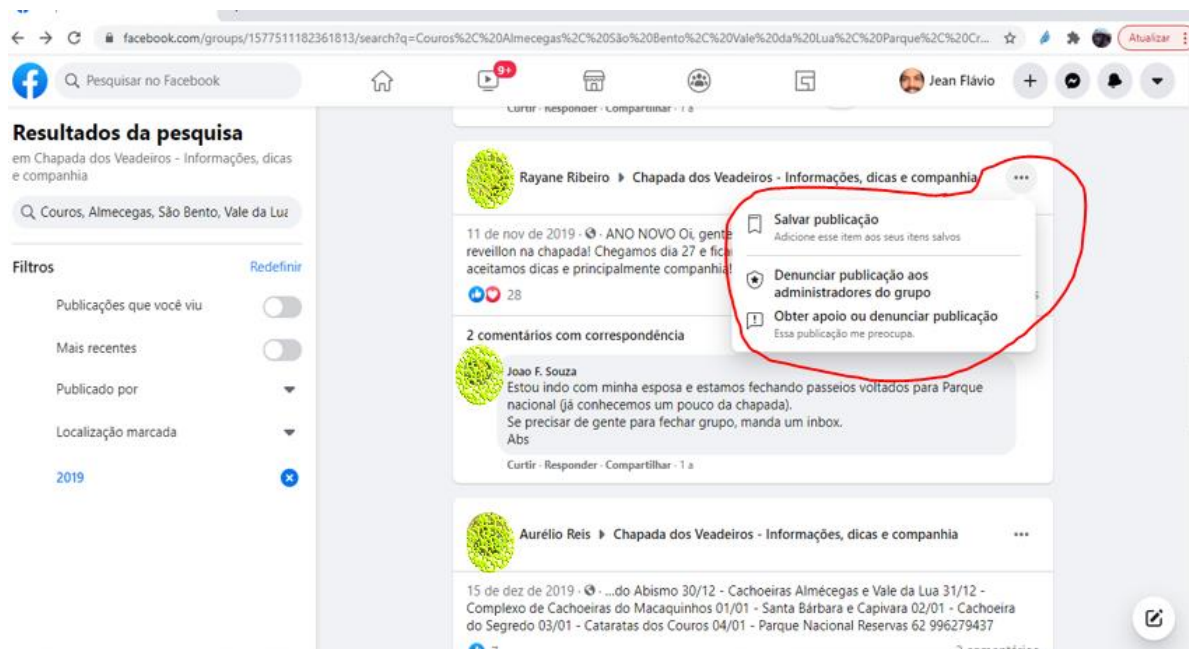 facebook.com/groups/1577511182361813/search?q=Couros%2C%20Almecegas%2C%20São%20Bento%2C%20Vale%20da%20Lua%2C%20Parque%2C%20Cr...
Atualizar
Pesquisar no Facebook
9+
Jean Flávio
Resultados da pesquisa
em Chapada dos Veadeiros - Informações, dicas
e companhia
Couros, Almecegas, São Bento, Vale da Lua
Filtros
Redefinir
Publicações que você viu
Mais recentes
Publicado por
Localização marcada
2019
Curtir · Responder · Compartilhar · 1 a
Rayane Ribeiro ▶ Chapada dos Veadeiros - Informações, dicas e companhia
11 de nov de 2019 · ANO NOVO Oi, gente
reveillon na chapada! Chegamos dia 27 e
aceitamos dicas e principalmente companhia!
28
Salvar publicação
Adicione esse item aos seus itens salvos
Denunciar publicação aos
administradores do grupo
Obter apoio ou denunciar publicação
Essa publicação me preocupa.
2 comentários com correspondência
Joao F. Souza
Estou indo com minha esposa e estamos fechando passeios voltados para Parque
nacional (já conhecemos um pouco da chapada).
Se precisar de gente para fechar grupo, manda um inbox.
Abs
Curtir · Responder · Compartilhar · 1 a
Aurélio Reis ▶ Chapada dos Veadeiros - Informações, dicas e companhia
15 de dez de 2019 · ...do Abismo 30/12 - Cachoeiras Almécegas e Vale da Lua 31/12 -
Complexo de Cachoeiras do Macaquinhos 01/01 - Santa Bárbara e Capivara 02/01 - Cachoeira
do Segredo 03/01 - Cataratas dos Couros 04/01 - Parque Nacional Reservas 62 996279437